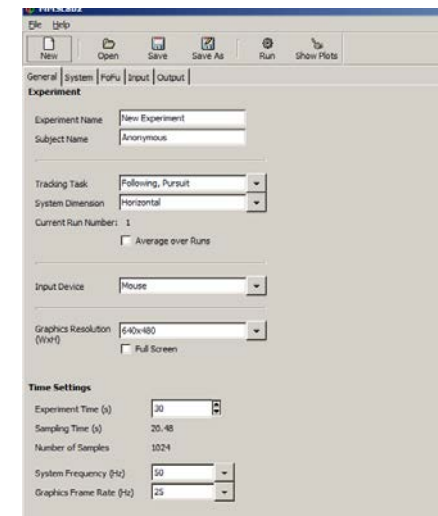 File Help
New Open Save Save As Run Show Plots
General System FoFu Input Output
Experiment
Experiment Name New Experiment
Subject Name Anonymous
Tracking Task Following, Pursuit
System Dimension Horizontal
Current Run Number: 1
Average over Runs
Input Device Mouse
Graphics Resolution 640x480
(WxH)
Full Screen
Time Settings
Experiment Time (s) 30
Sampling Time (s) 20.48
Number of Samples 1024
System Frequency (Hz) 50
Graphics Frame Rate (Hz) 25